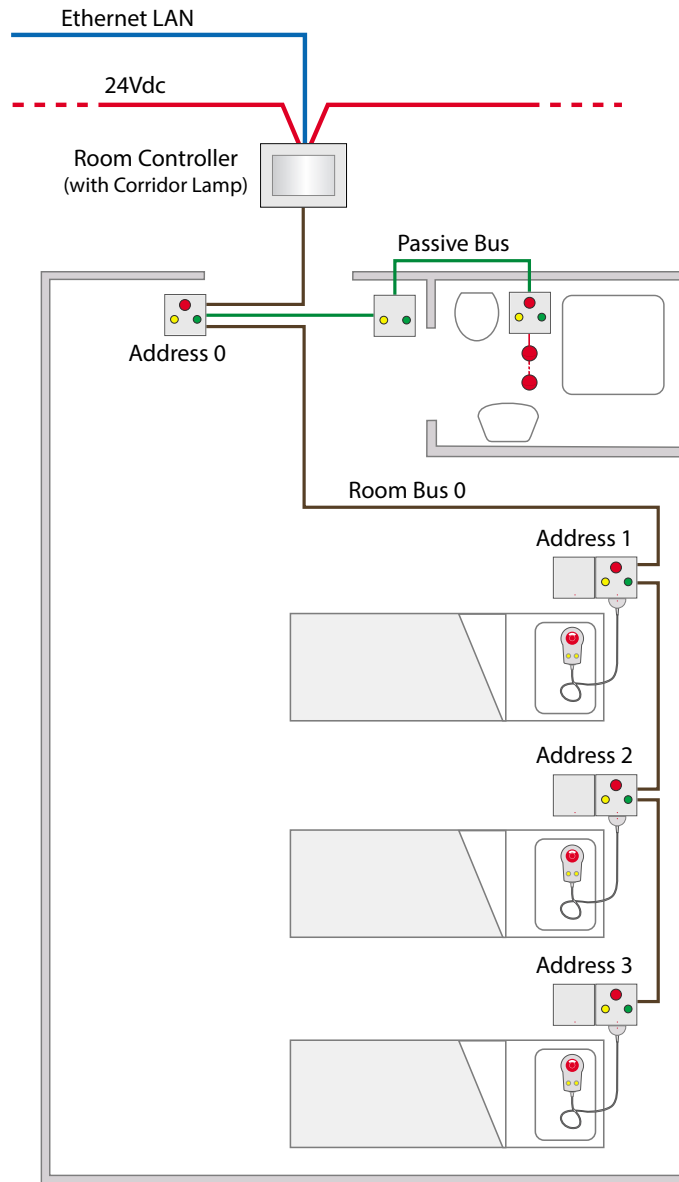 Ethernet LAN
24Vdc
Room Controller
(with Corridor Lamp)
Passive Bus
Address 0
Room Bus 0
Address 1
Address 2
Address 3